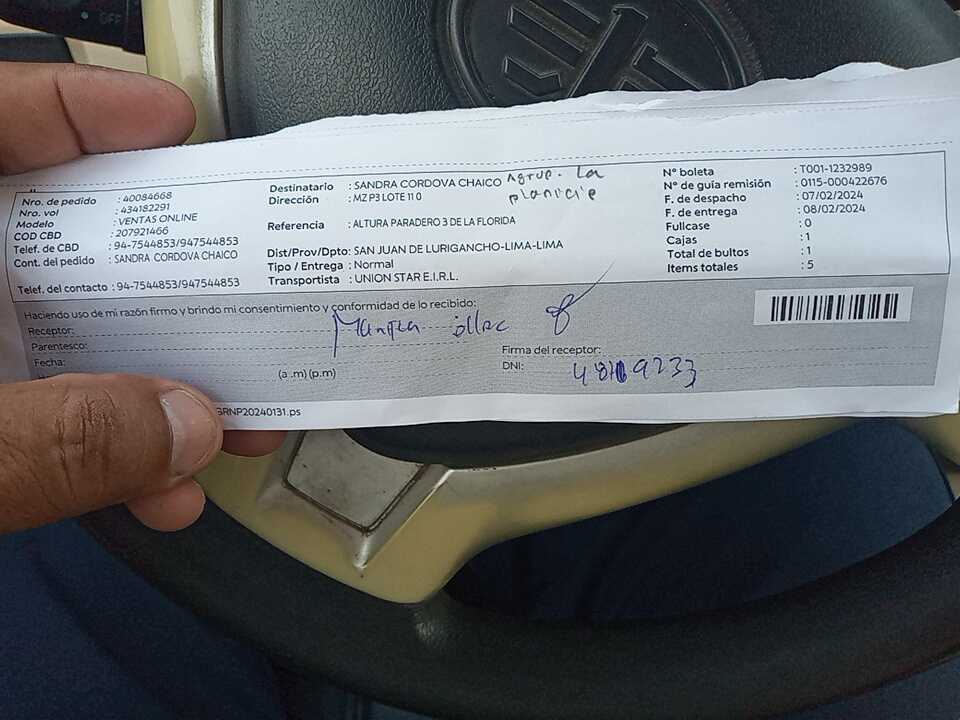 OFF
Nro. de pedido : 40084668
Nro. vol : 434182291
Modelo : VENTAS ONLINE
COD CBD : 207921466
Telef. de CBD : 94-7544853/947544853
Cont. del pedido : SANDRA CORDOVA CHAICO
Telef. del contacto : 94-7544853/947544853
Destinatario : SANDRA CORDOVA CHAICO Agrup. La
Dirección : MZ P3 LOTE 11 0 planicie
Referencia : ALTURA PARADERO 3 DE LA FLORIDA
Dist/Prov/Dpto: SAN JUAN DE LURIGANCHO-LIMA-LIMA
Tipo / Entrega : Normal
Transportista : UNION STAR E.I.R.L.
N° boleta : T001-1232989
N° de guía remisión : 0115-000422676
F. de despacho : 07/02/2024
F. de entrega : 08/02/2024
Fullcase : 0
Cajas : 1
Total de bultos : 1
Items totales : 5
Haciendo uso de mi razón firmo y brindo mi consentimiento y conformidad de lo recibido:
Receptor:
Parentesco:
Fecha:
(a .m) (p.m)
Firma del receptor:
DNI:
GRNP20240131.ps